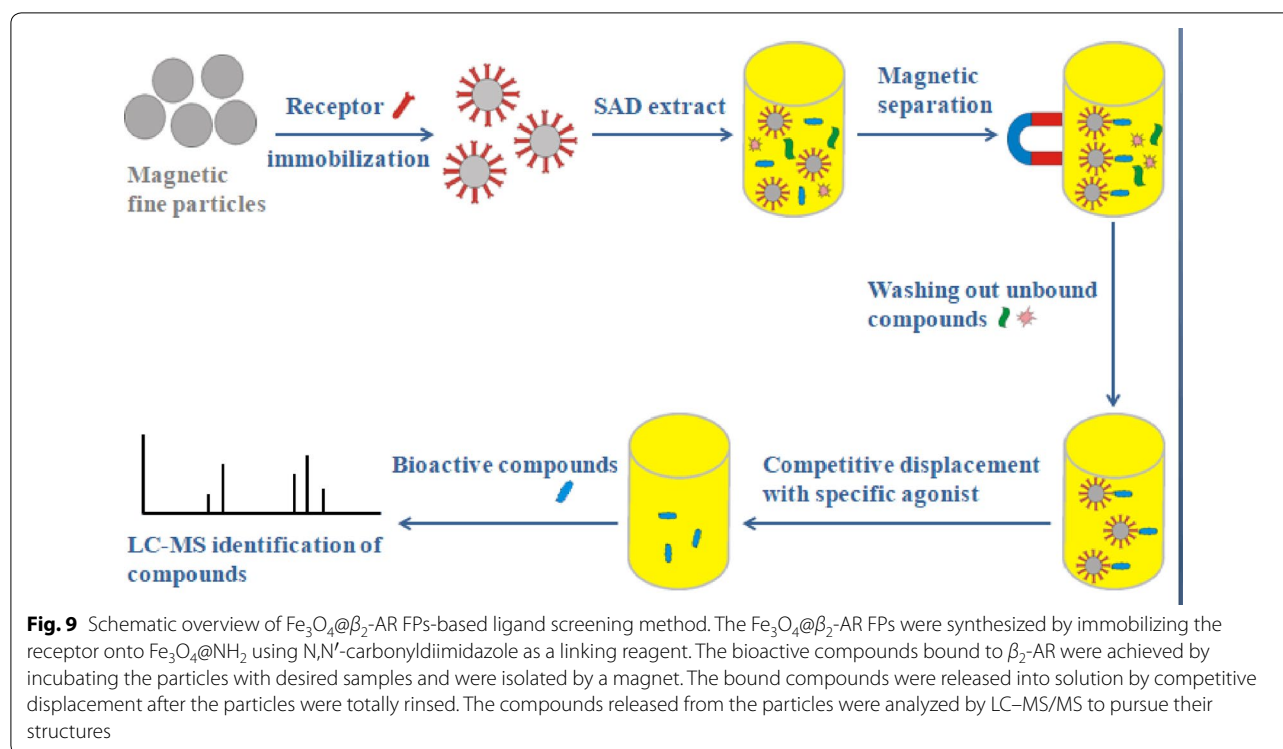 Magnetic
fine particles
Receptor
immobilization
SAD extract
Magnetic
separation
Washing out unbound
compounds
Competitive displacement
with specific agonist
Bioactive compounds
LC-MS identification of
compounds
Fig. 9 Schematic overview of Fe₃O₄@β₂-AR FPs-based ligand screening method. The Fe₃O₄@β₂-AR FPs were synthesized by immobilizing the
receptor onto Fe₃O₄@NH₂ using N,N′-carbonyldiimidazole as a linking reagent. The bioactive compounds bound to β₂-AR were achieved by
incubating the particles with desired samples and were isolated by a magnet. The bound compounds were released into solution by competitive
displacement after the particles were totally rinsed. The compounds released from the particles were analyzed by LC–MS/MS to pursue their
structures